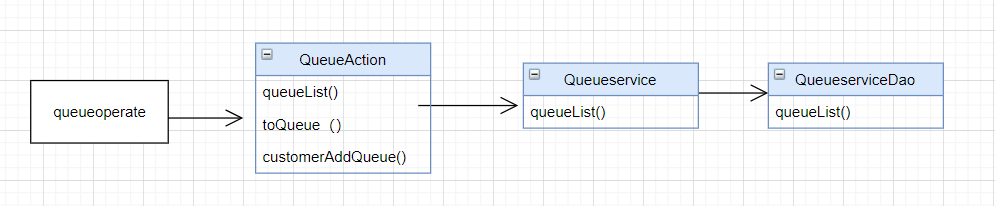 queueoperate
QueueAction
queueList()
toQueue ()
customerAddQueue()
Queueservice
queueList()
QueueserviceDao
queueList()